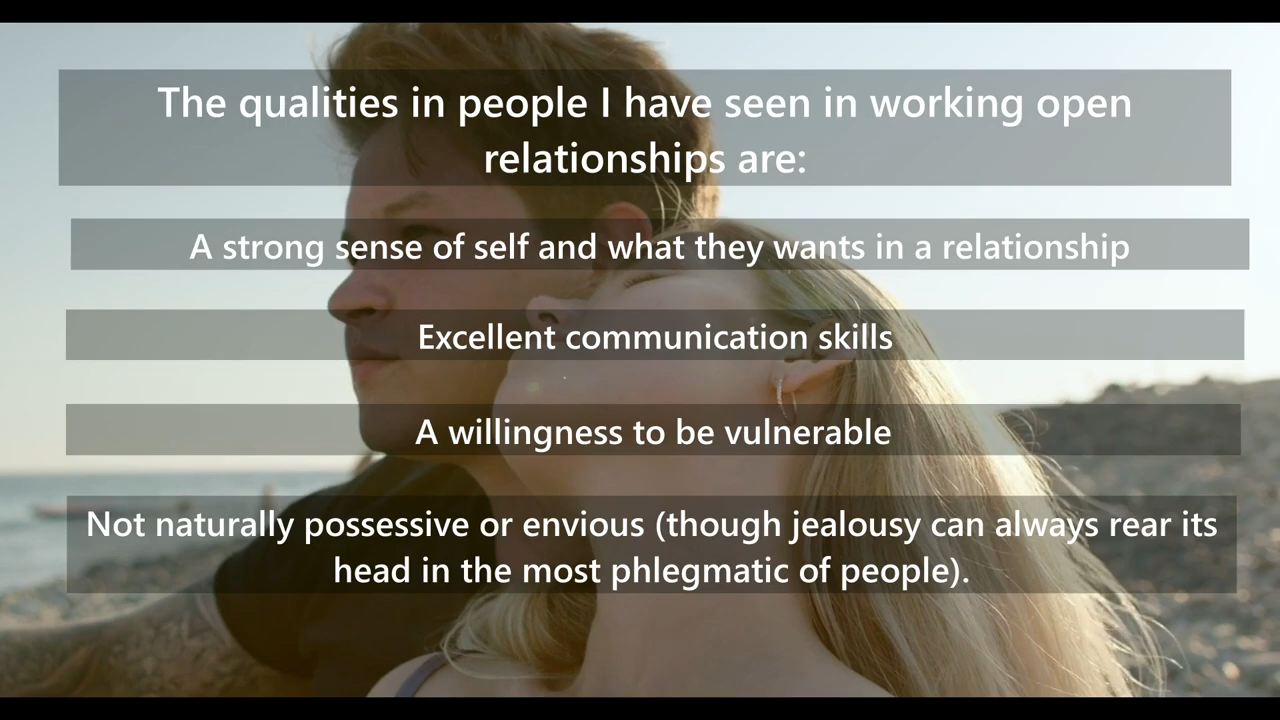 The qualities in people I have seen in working open
relationships are:
A strong sense of self and what they wants in a relationship
Excellent communication skills
A willingness to be vulnerable
Not naturally possessive or envious (though jealousy can always rear its
head in the most phlegmatic of people).